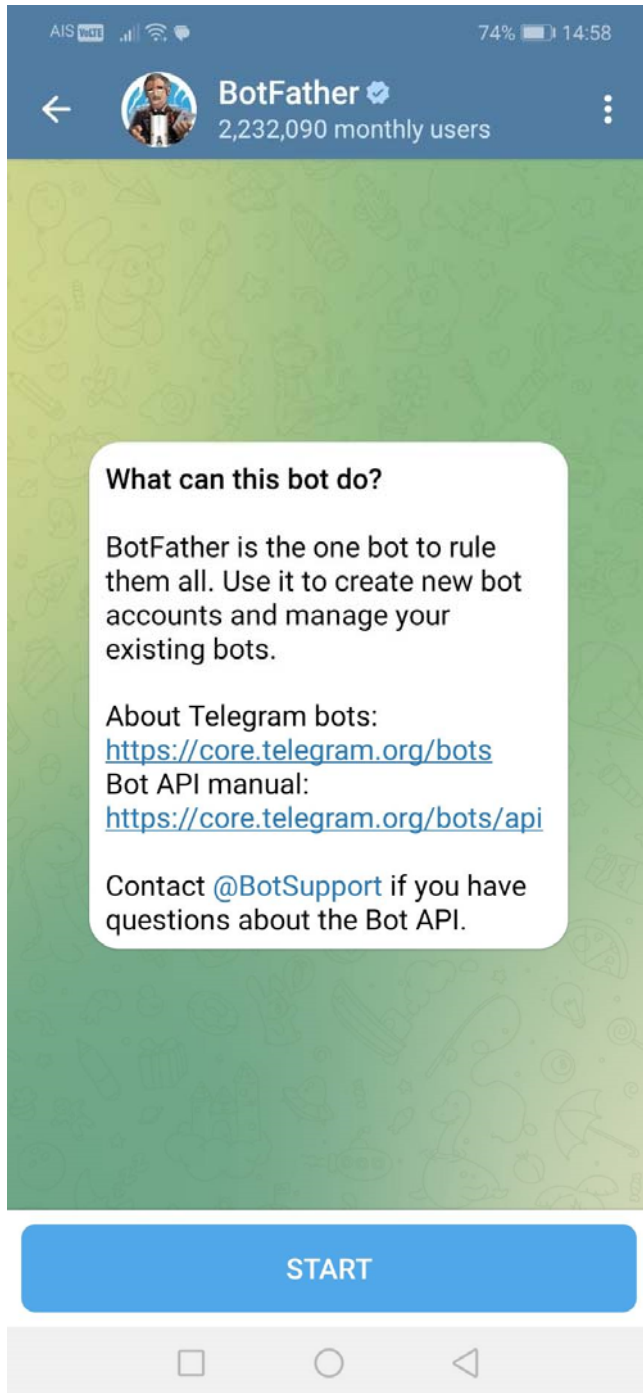 AIS VoLTE 74% 14:58
BotFather
2,232,090 monthly users
What can this bot do?
BotFather is the one bot to rule
them all. Use it to create new bot
accounts and manage your
existing bots.
About Telegram bots:
https://core.telegram.org/bots
Bot API manual:
https://core.telegram.org/bots/api
Contact @BotSupport if you have
questions about the Bot API.
START